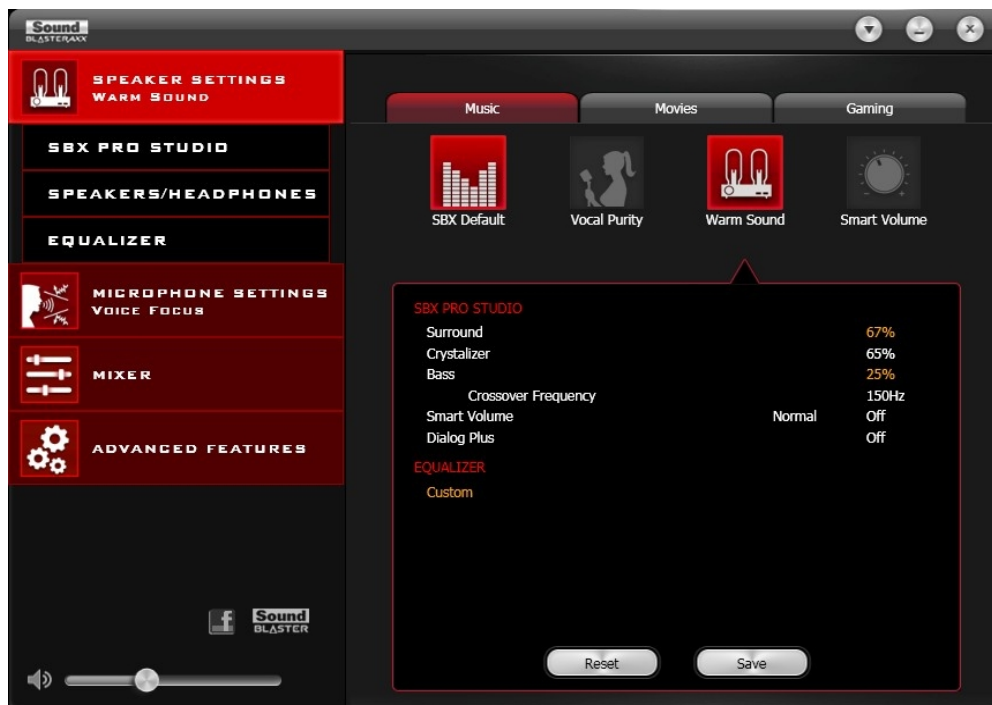 Sound
BLASTERAXX
SPEAKER SETTINGS
WARM SOUND
SBX PRO STUDIO
SPEAKERS/HEADPHONES
EQUALIZER
MICROPHONE SETTINGS
VOICE FOCUS
MIXER
ADVANCED FEATURES
Sound
BLASTER
Music Movies Gaming
SBX Default Vocal Purity Warm Sound Smart Volume
SBX PRO STUDIO
Surround 67%
Crystalizer 65%
Bass 25%
Crossover Frequency 150Hz
Smart Volume Normal Off
Dialog Plus Off
EQUALIZER
Custom
Reset Save